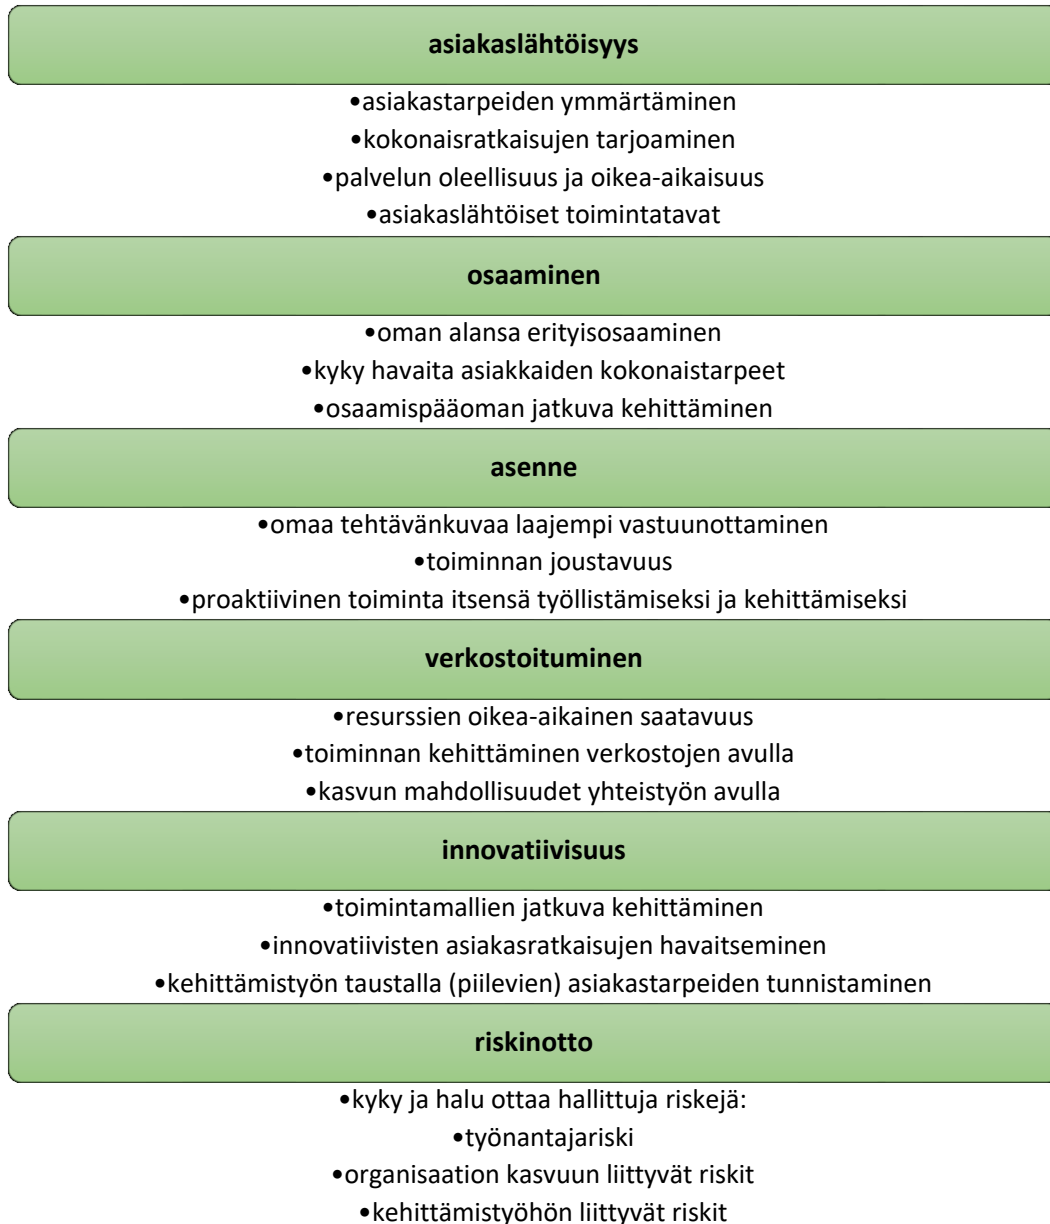 asiakaslähtöisyys
•asiakastarpeiden ymmärtäminen
•kokonaisratkaisujen tarjoaminen
•palvelun oleellisuus ja oikea-aikaisuus
•asiakaslähtöiset toimintatavat
osaaminen
•oman alansa erityisosaaminen
•kyky havaita asiakkaiden kokonaistarpeet
•osaamispääoman jatkuva kehittäminen
asenne
•omaa tehtävänkuvaa laajempi vastuunottaminen
•toiminnan joustavuus
•proaktiivinen toiminta itsensä työllistämiseksi ja kehittämiseksi
verkostoituminen
•resurssien oikea-aikainen saatavuus
•toiminnan kehittäminen verkostojen avulla
•kasvun mahdollisuudet yhteistyön avulla
innovatiivisuus
•toimintamallien jatkuva kehittäminen
•innovatiivisten asiakasratkaisujen havaitseminen
•kehittämistyön taustalla (piilevien) asiakastarpeiden tunnistaminen
riskinotto
•kyky ja halu ottaa hallittuja riskejä:
•työnantajariski
•organisaation kasvuun liittyvät riskit
•kehittämistyöhön liittyvät riskit